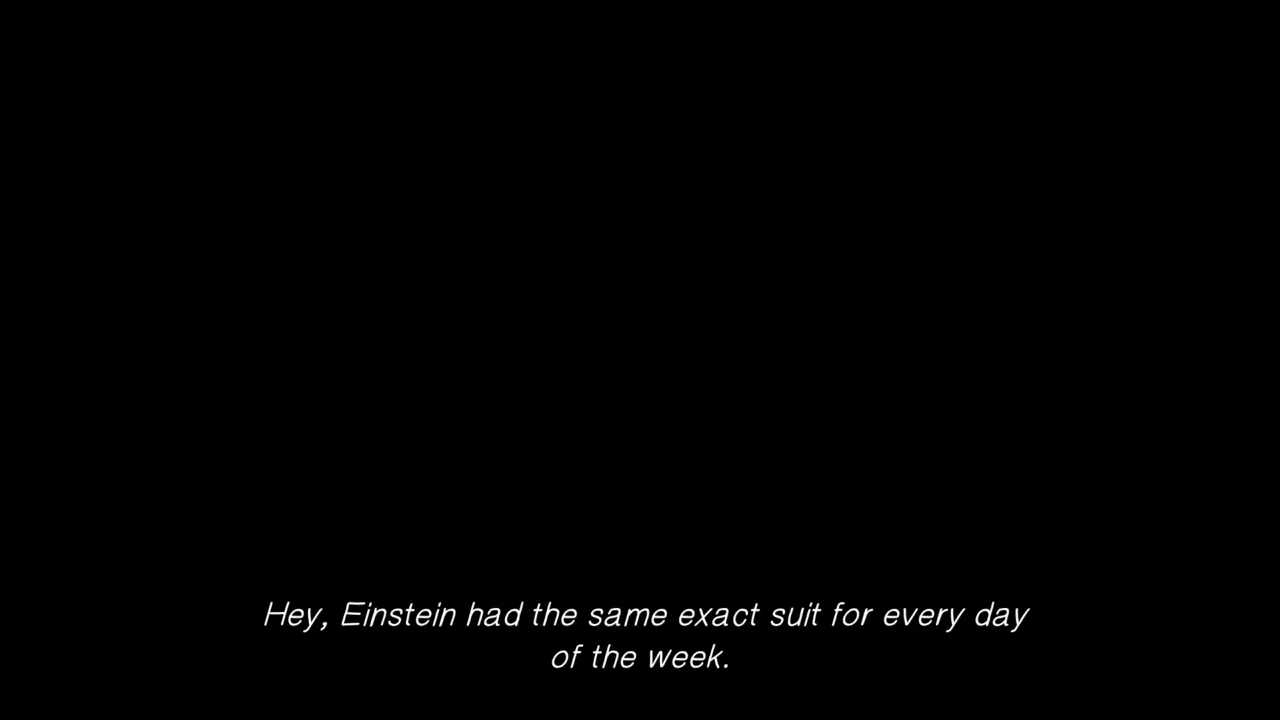 Hey, Einstein had the same exact suit for every day
of the week.